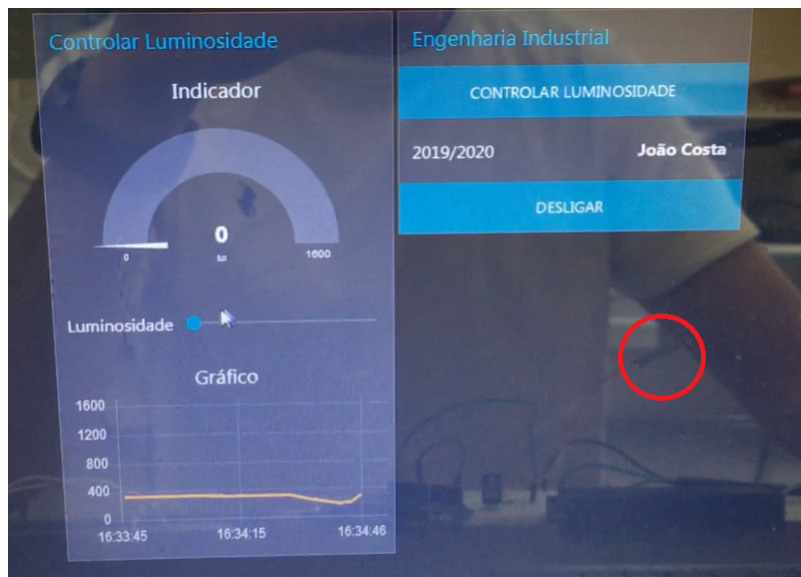 Controlar Luminosidade
Indicador
0
0
lux
1600
Luminosidade
Gráfico
1600
1200
800
400
0
16:33:45
16:34:15
16:34:46
Engenharia Industrial
CONTROLAR LUMINOSIDADE
2019/2020 João Costa
DESLIGAR